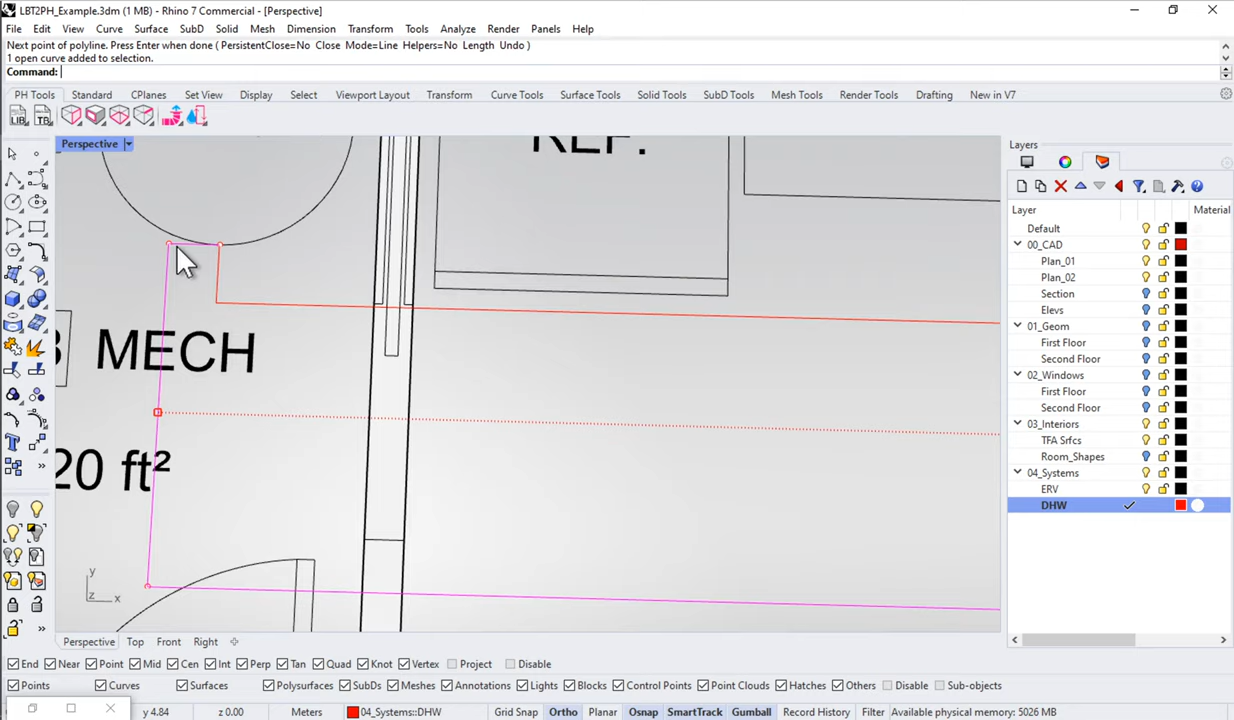 LBT2PH_Example.3dm (1 MB) - Rhino 7 Commercial - [Perspective]
File Edit View Curve Surface SubD Solid Mesh Dimension Transform Tools Analyze Render Panels Help
Next point of polyline. Press Enter when done ( PersistentClose=No Close Mode=Line Helpers=No Length Undo )
1 open curve added to selection.
Command:
PH Tools Standard CPlanes Set View Display Select Viewport Layout Transform Curve Tools Surface Tools Solid Tools SubD Tools Mesh Tools Render Tools Drafting New in V7
LIB TB
Perspective
REF.
MECH
20 ft²
y
z x
Layers
Layer Material
Default
00_CAD
Plan_01
Plan_02
Section
Elevs
01_Geom
First Floor
Second Floor
02_Windows
First Floor
Second Floor
03_Interiors
TFA Srfcs
Room_Shapes
04_Systems
ERV
DHW
Perspective Top Front Right
End Near Point Mid Cen Int Perp Tan Quad Knot Vertex Project Disable
Points Curves Surfaces Polysurfaces SubDs Meshes Annotations Lights Blocks Control Points Point Clouds Hatches Others Disable Sub-objects
y 4.84 z 0.00 Meters 04_Systems::DHW Grid Snap Ortho Planar Osnap SmartTrack Gumball Record History Filter Available physical memory: 5026 MB